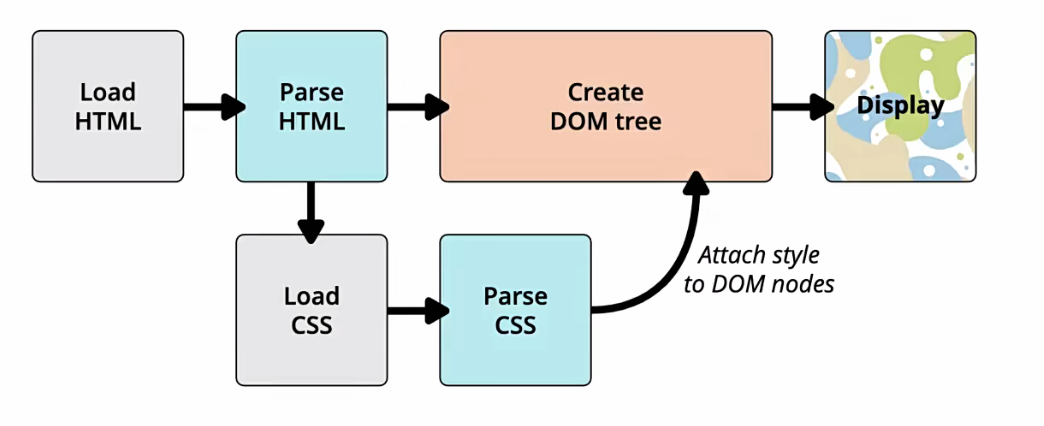 Load
HTML
Parse
HTML
Create
DOM tree
Display
Load
CSS
Parse
CSS
Attach style
to DOM nodes